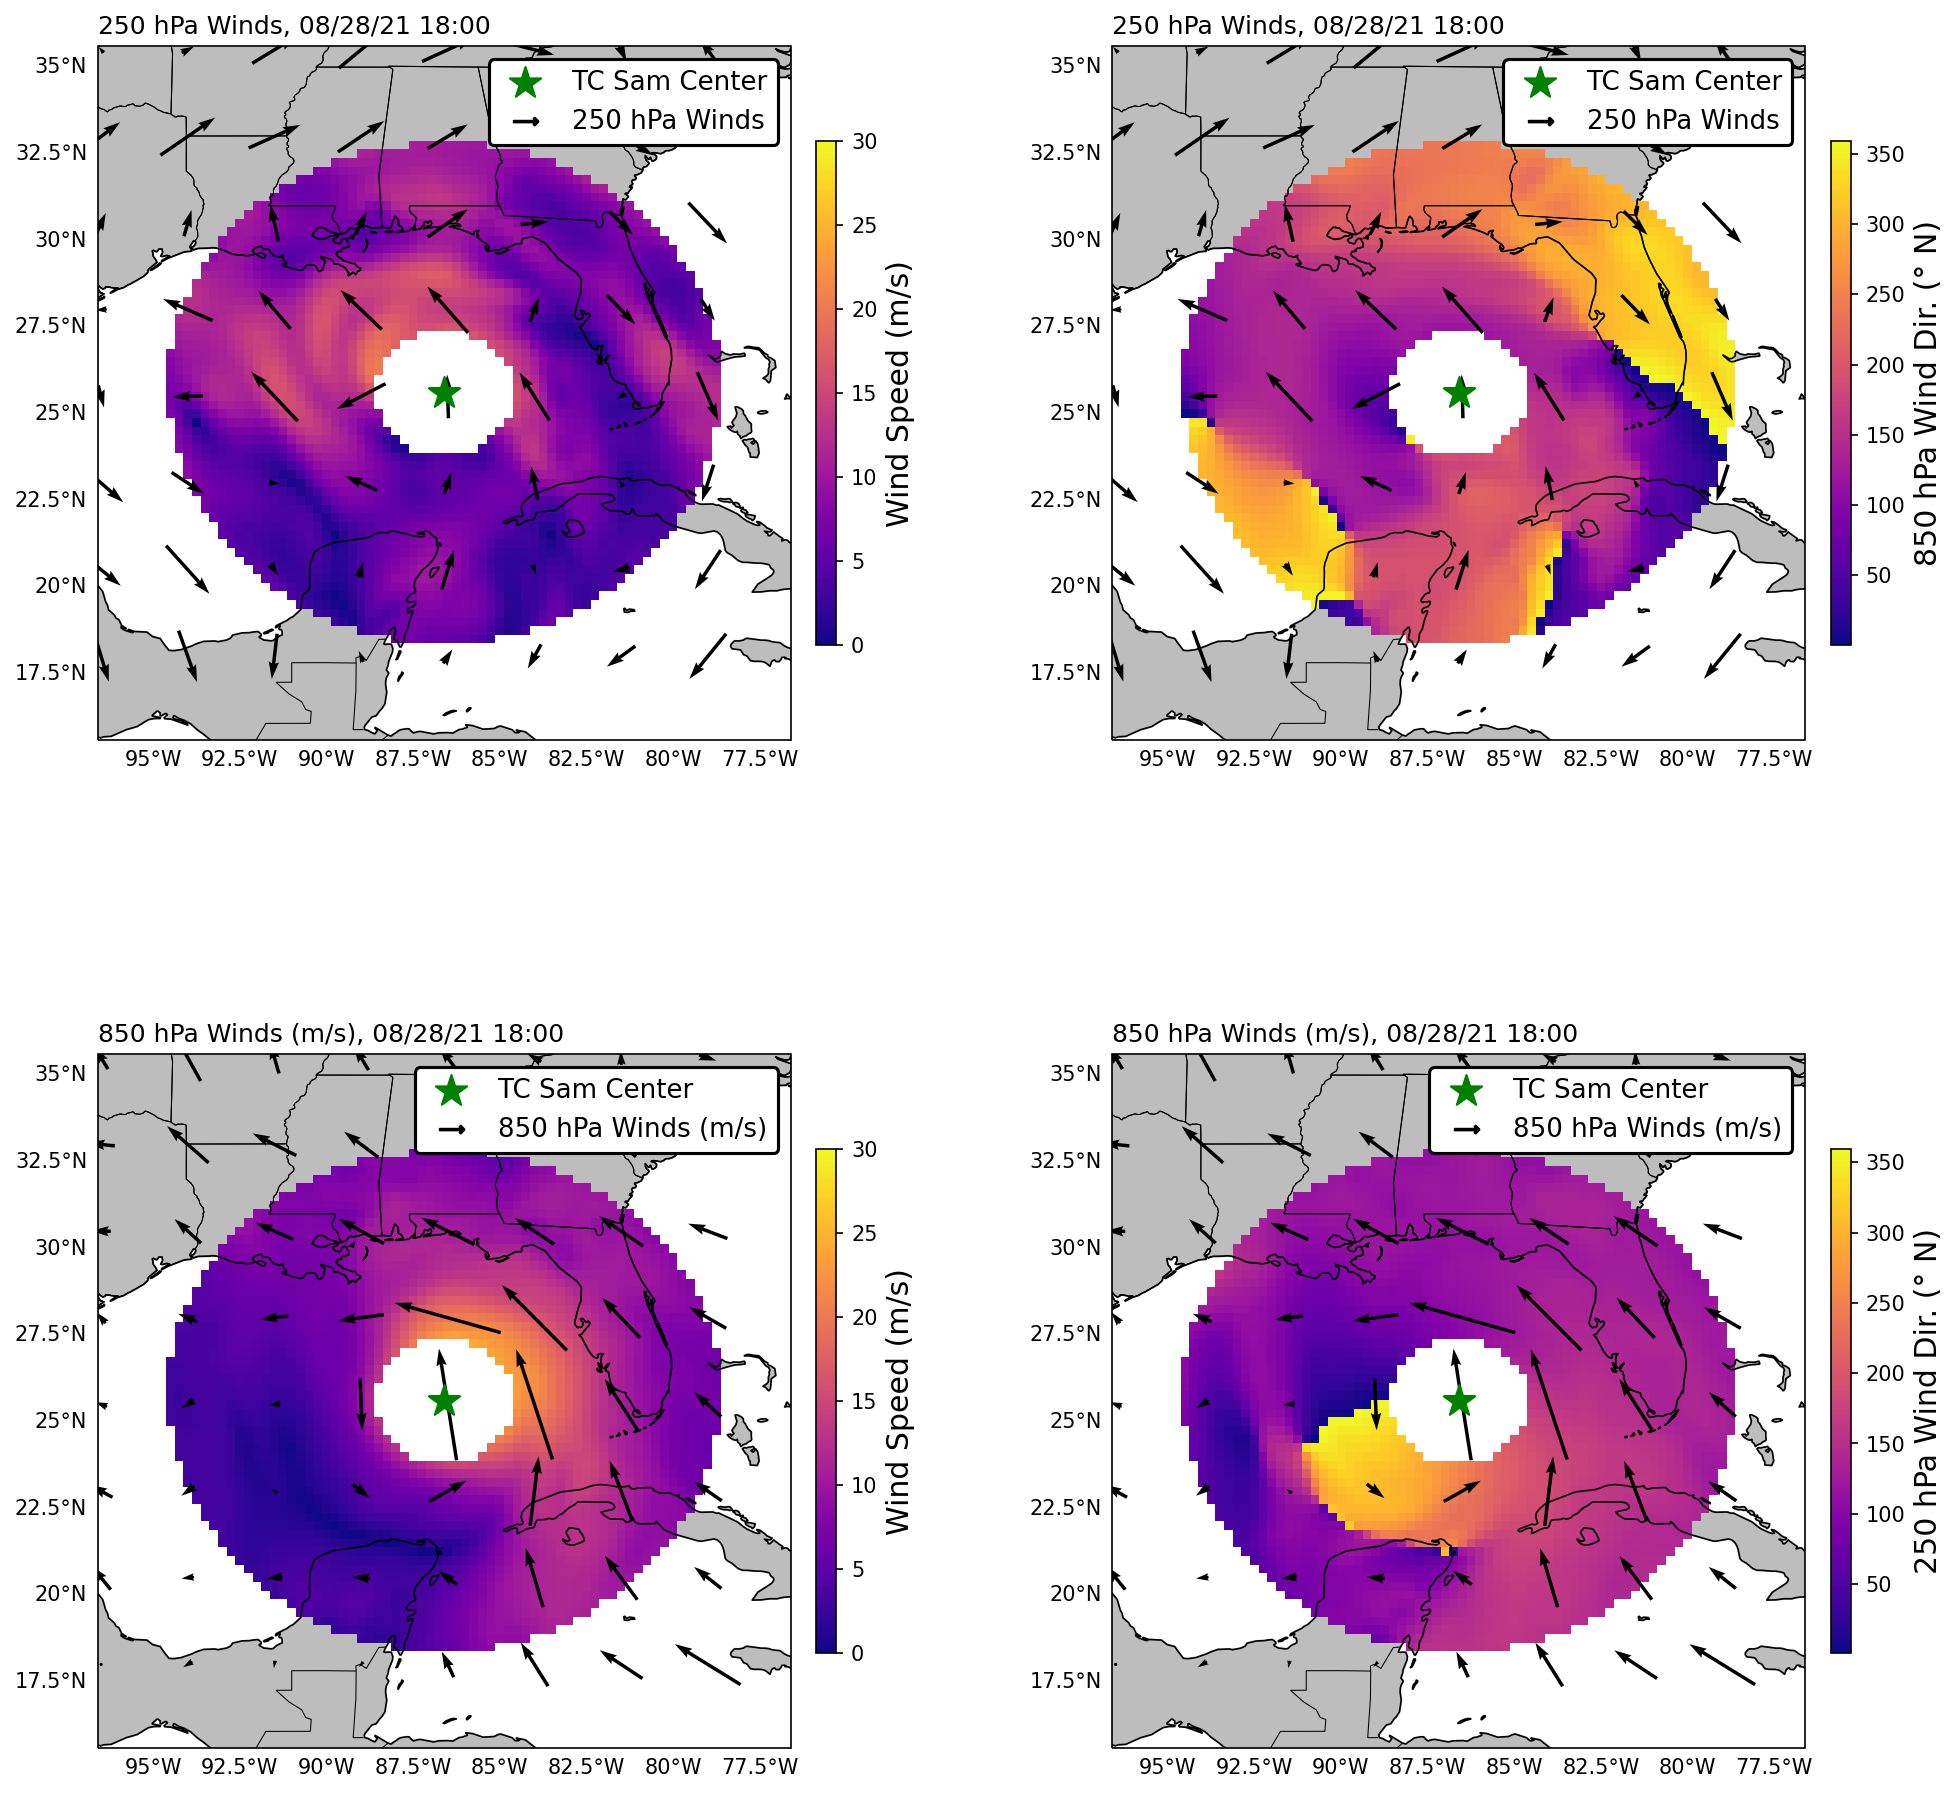 250 hPa Winds, 08/28/21 18:00
TC Sam Center
250 hPa Winds
35°N
32.5°N
30°N
27.5°N
25°N
22.5°N
20°N
17.5°N
95°W 92.5°W 90°W 87.5°W 85°W 82.5°W 80°W 77.5°W
30
25
20
15
10
5
0
Wind Speed (m/s)
250 hPa Winds, 08/28/21 18:00
TC Sam Center
250 hPa Winds
35°N
32.5°N
30°N
27.5°N
25°N
22.5°N
20°N
17.5°N
95°W 92.5°W 90°W 87.5°W 85°W 82.5°W 80°W 77.5°W
350
300
250
200
150
100
50
850 hPa Wind Dir. (° N)
850 hPa Winds (m/s), 08/28/21 18:00
TC Sam Center
850 hPa Winds (m/s)
35°N
32.5°N
30°N
27.5°N
25°N
22.5°N
20°N
17.5°N
95°W 92.5°W 90°W 87.5°W 85°W 82.5°W 80°W 77.5°W
30
25
20
15
10
5
0
Wind Speed (m/s)
850 hPa Winds (m/s), 08/28/21 18:00
TC Sam Center
850 hPa Winds (m/s)
35°N
32.5°N
30°N
27.5°N
25°N
22.5°N
20°N
17.5°N
95°W 92.5°W 90°W 87.5°W 85°W 82.5°W 80°W 77.5°W
350
300
250
200
150
100
50
250 hPa Wind Dir. (° N)